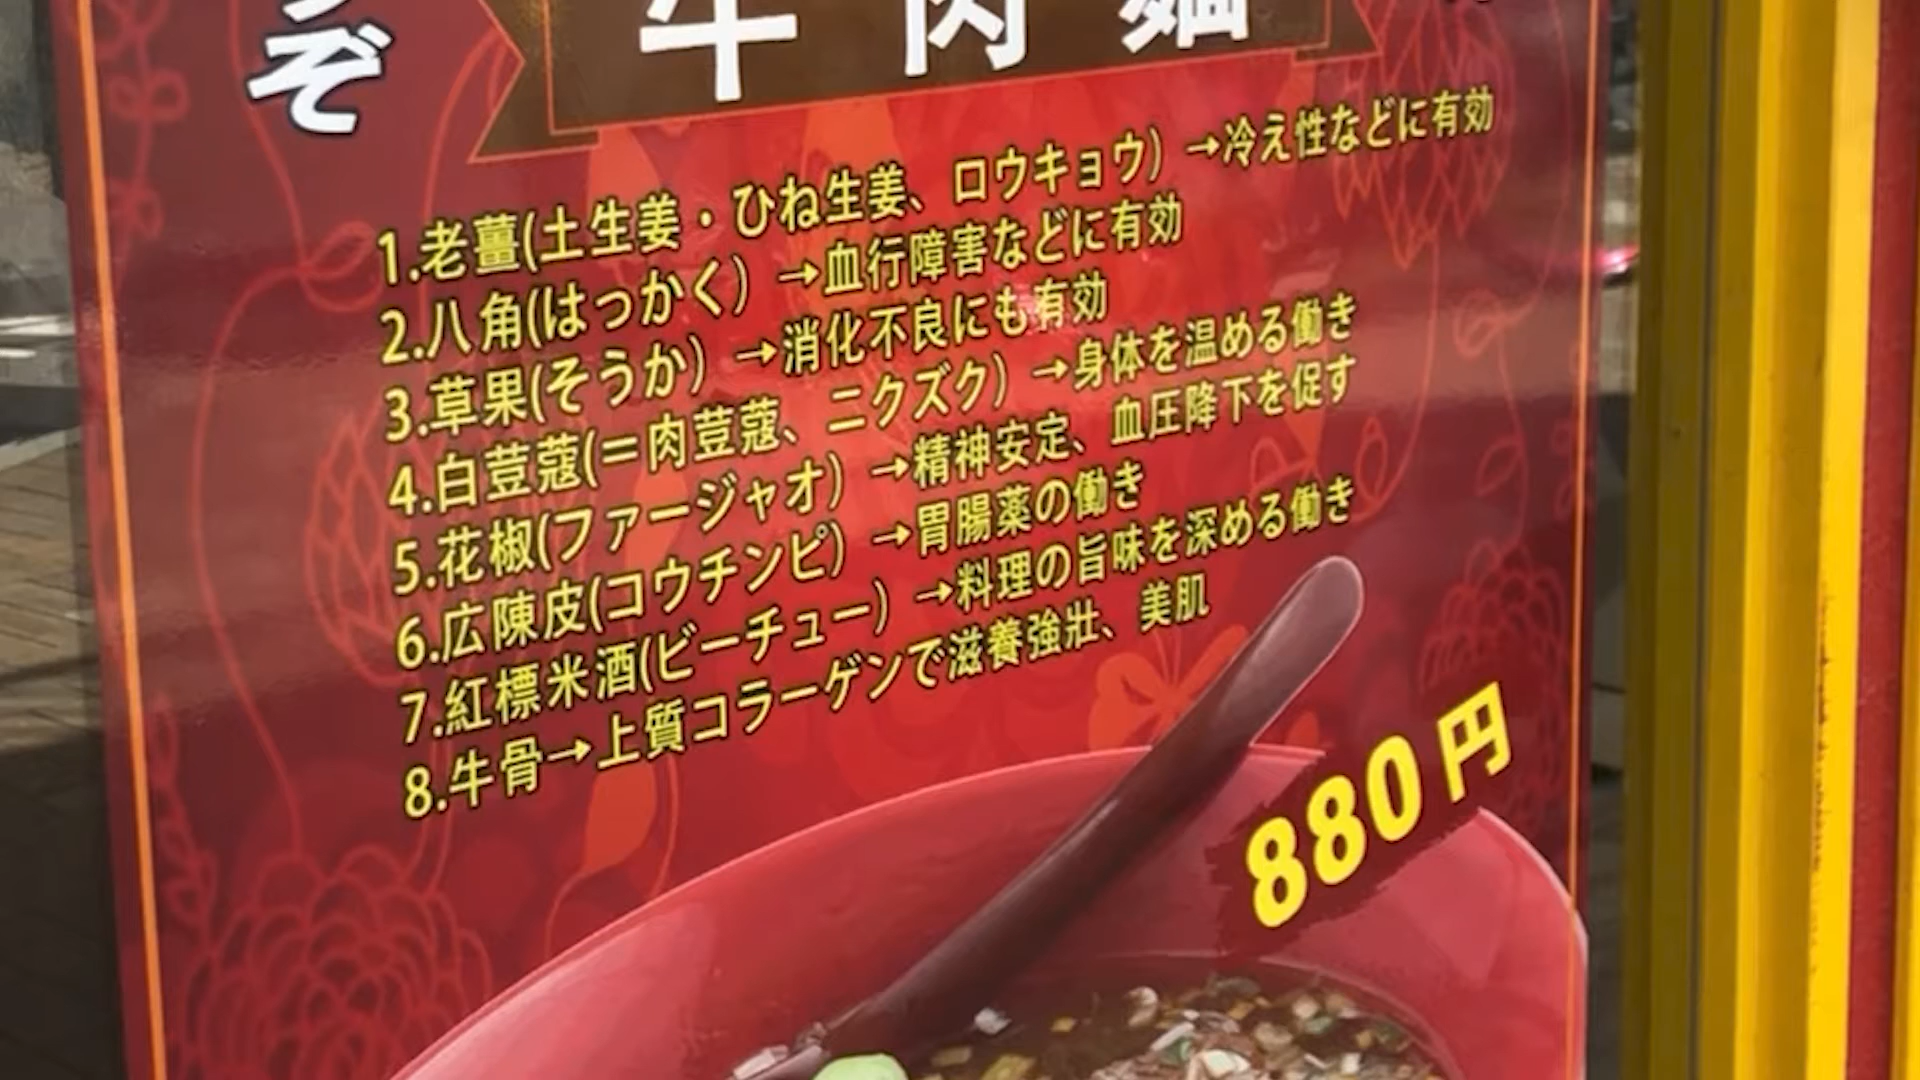 ぞ
牛肉麺
1.老薑(土生姜・ひね生姜、ロウキョウ）→冷え性などに有効
2.八角(はっかく）→血行障害などに有効
3.草果(そうか）→消化不良にも有効
4.白荳蔻(＝肉荳蔻、ニクズク）→身体を温める働き
5.花椒(ファージャオ）→精神安定、血圧降下を促す
6.広陳皮(コウチンピ）→胃腸薬の働き
7.紅標米酒(ビーチュー）→料理の旨味を深める働き
8.牛骨→上質コラーゲンで滋養強壯、美肌
880円